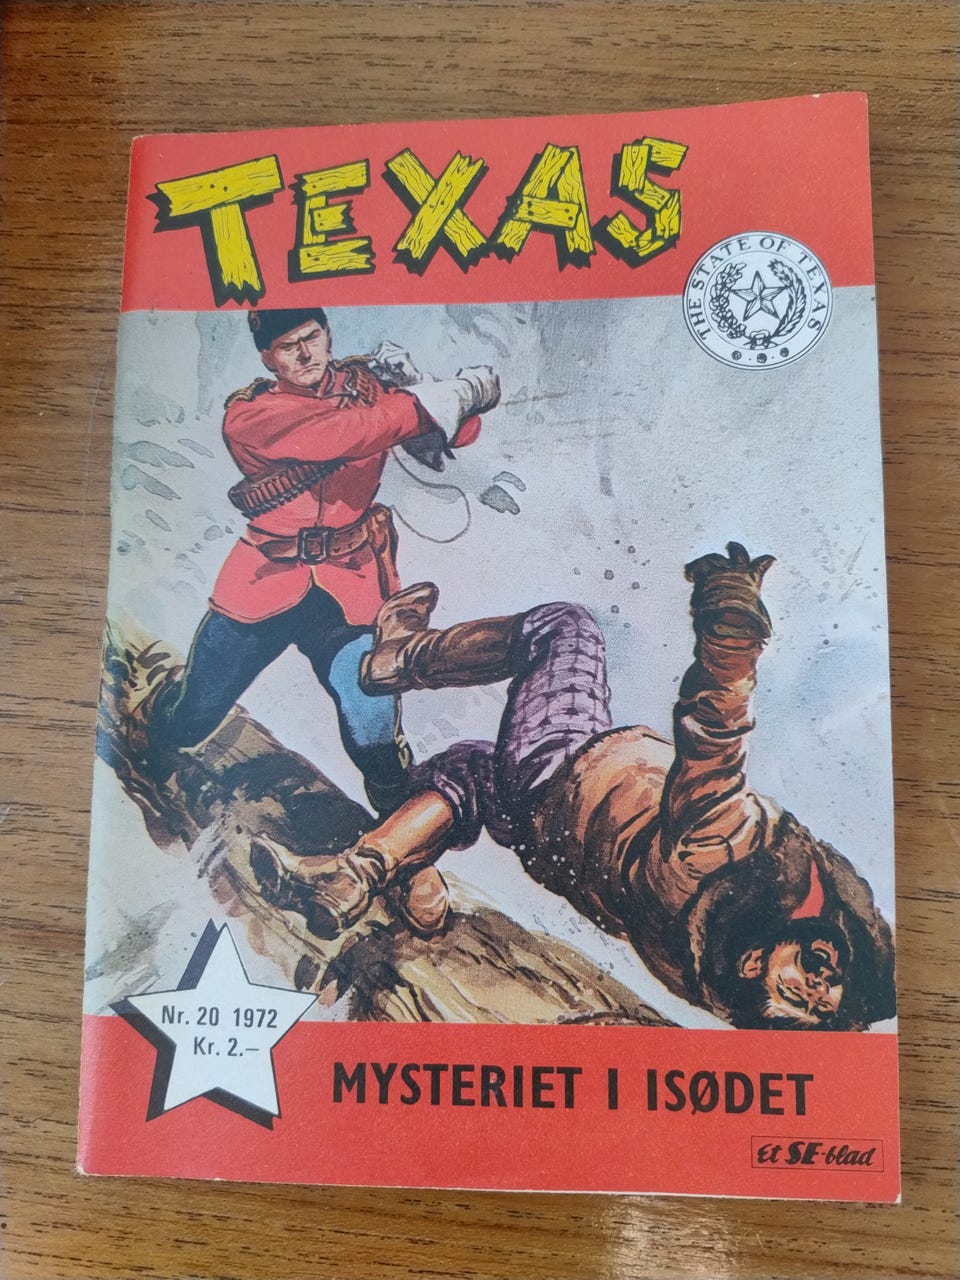 TEXAS
THE STATE OF TEXAS
Nr. 20 1972
Kr. 2.–
MYSTERIET I ISØDET
Et SE-blad